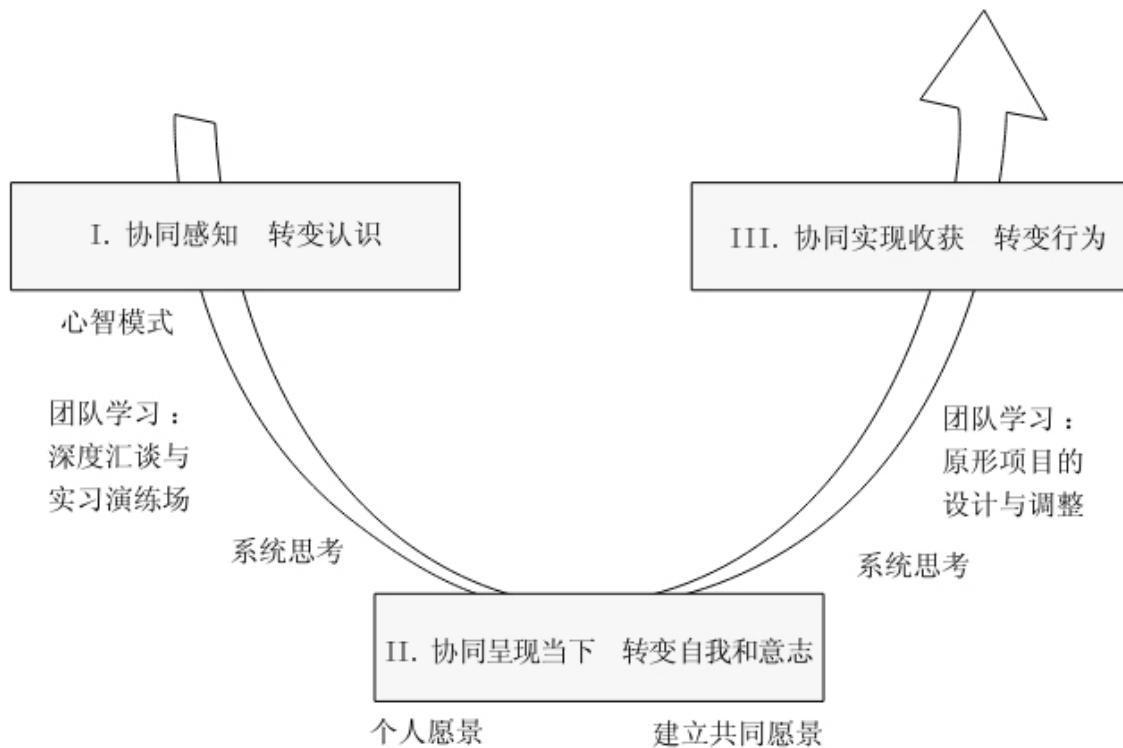 I. 协同感知　转变认识
III. 协同实现收获　转变行为
心智模式
团队学习：
深度汇谈与
实习演练场
系统思考
团队学习：
原形项目的
设计与调整
系统思考
II. 协同呈现当下　转变自我和意志
个人愿景
建立共同愿景